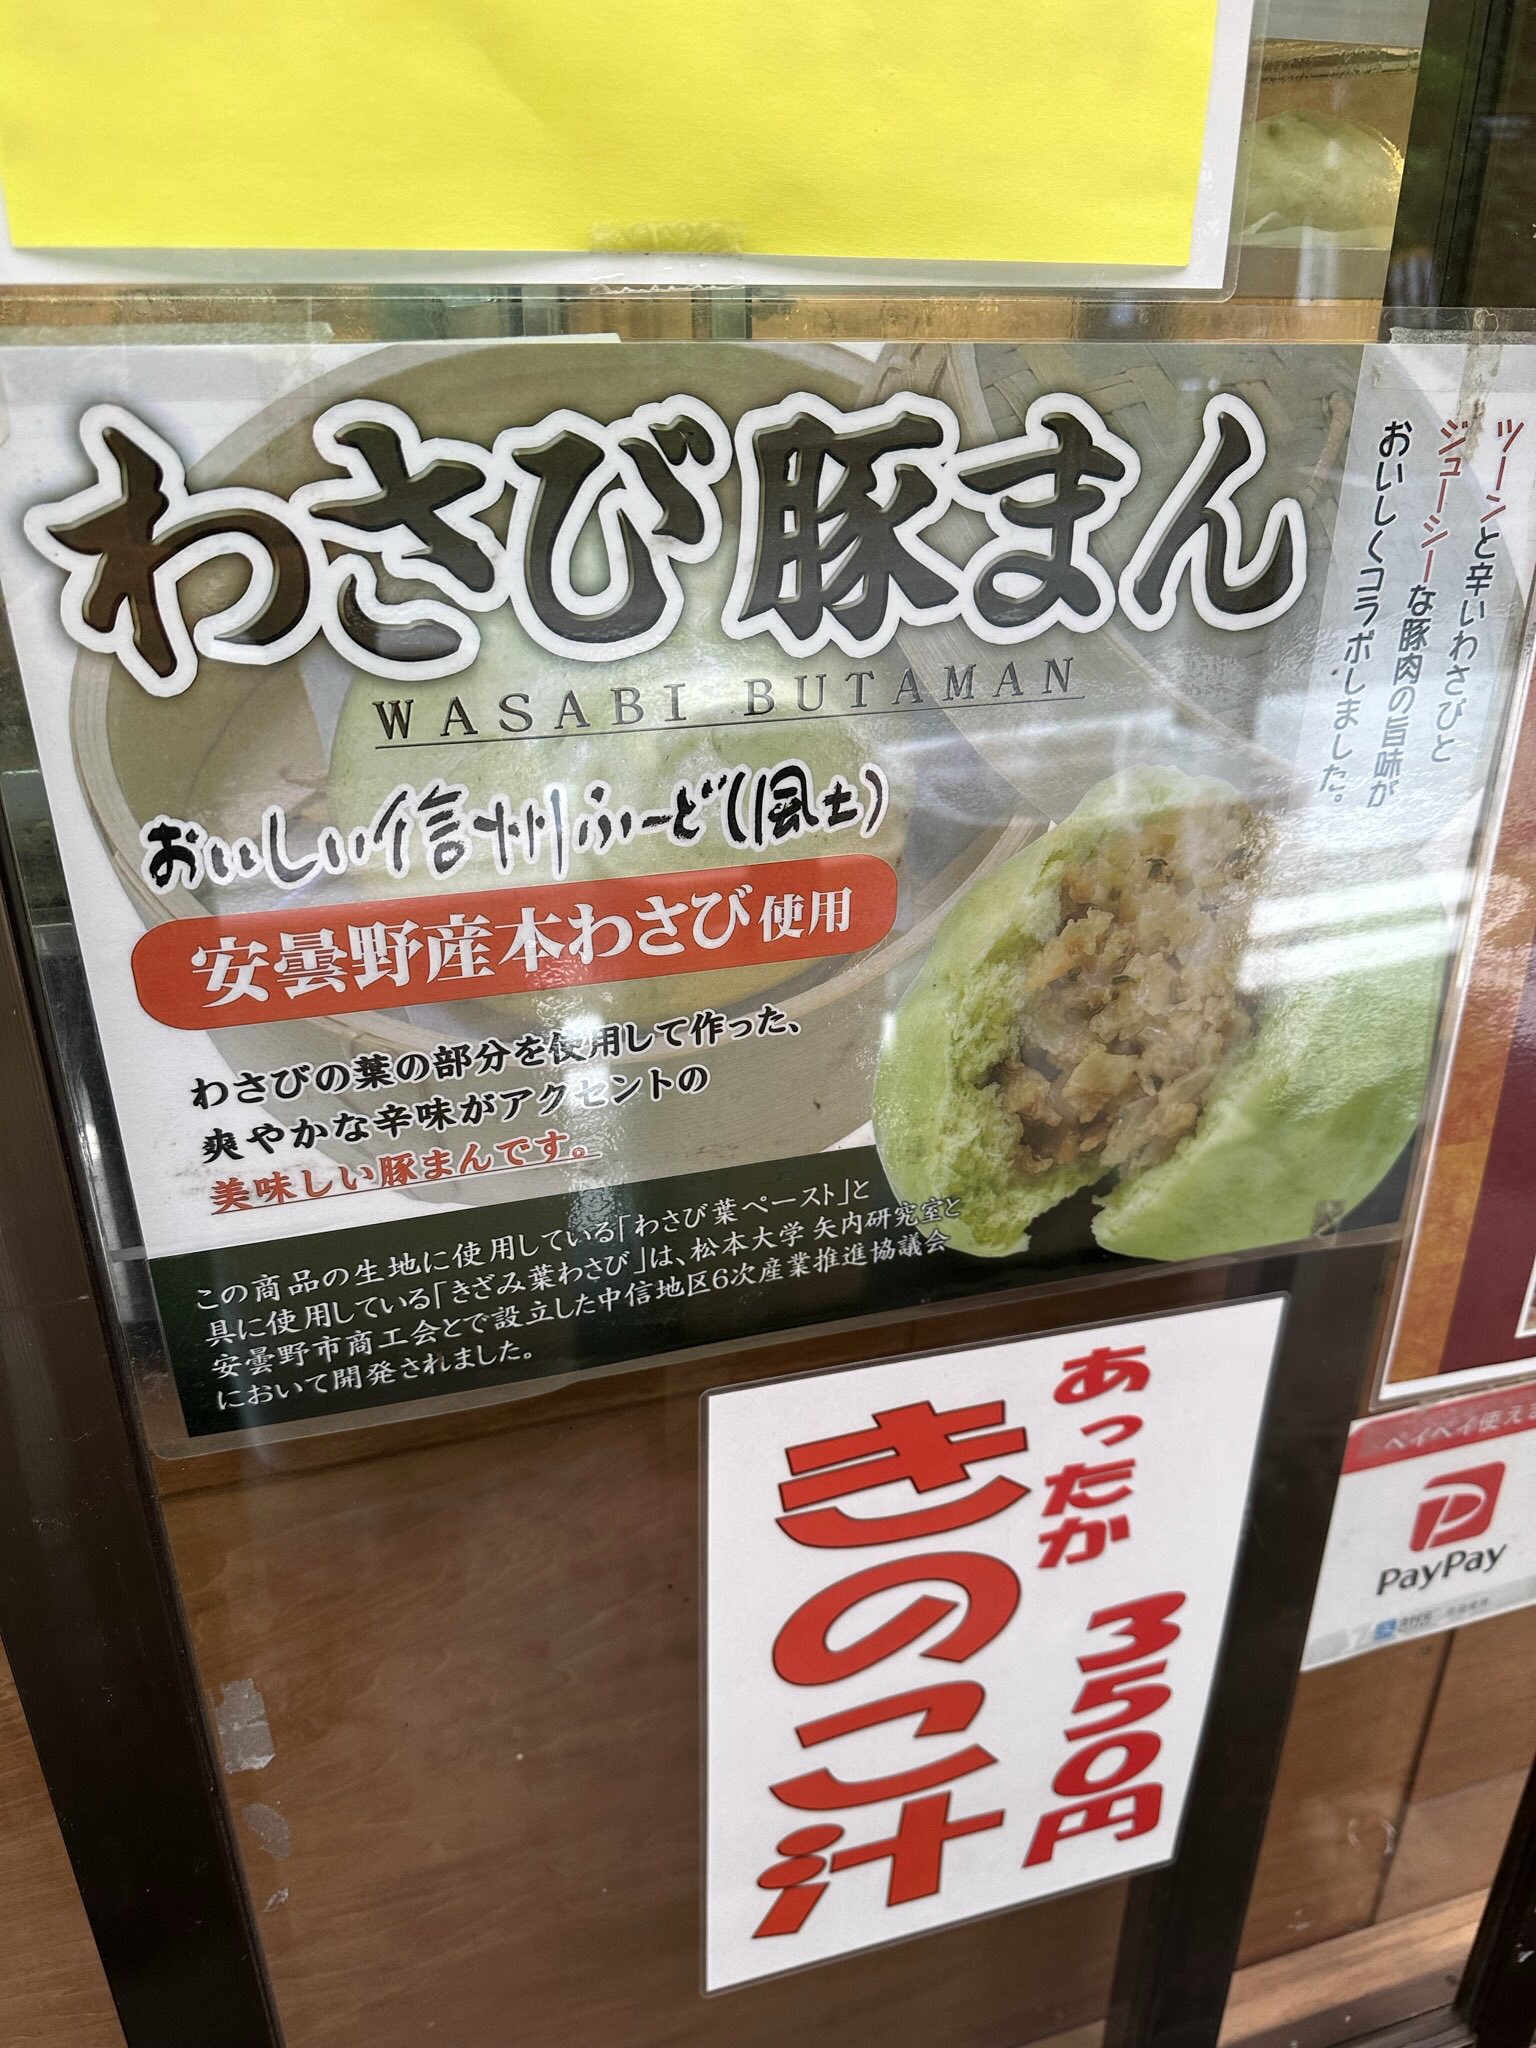 わさび豚まん
WASABI BUTAMAN
ツーンと辛いわさびと
ジューシーな豚肉の旨味が
おいしくコラボしました。
おいしい信州ふーど(風土)
安曇野産本わさび使用
わさびの葉の部分を使用して作った、
爽やかな辛味がアクセントの
美味しい豚まんです。
この商品の生地に使用している「わさび葉ペースト」と
具に使用している「きざみ葉わさび」は、松本大学 矢内研究室と
安曇野市商工会とで設立した中信地区6次産業推進協議会
において開発されました。
あったか 350円
きのこ汁
ペイペイ使えま
PayPay